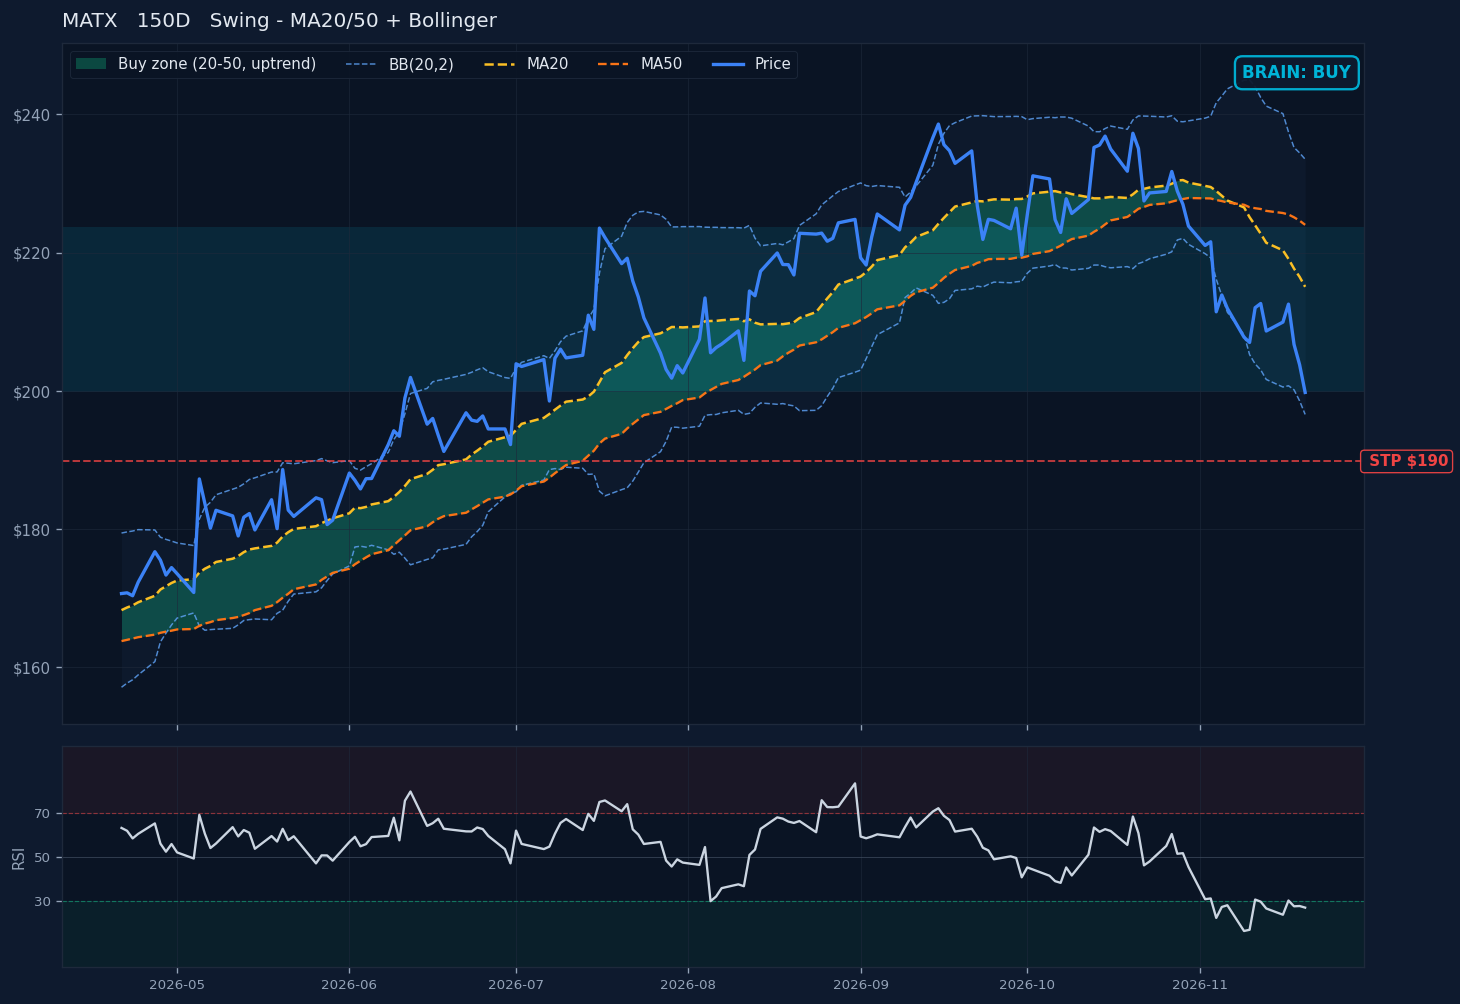 MATX   150D   Swing - MA20/50 + Bollinger
Buy zone (20-50, uptrend)   BB(20,2)   MA20   MA50   Price
BRAIN: BUY
$240
$220
$200
STP $190
$180
$160
70
50
30
RSI
2026-05   2026-06   2026-07   2026-08   2026-09   2026-10   2026-11